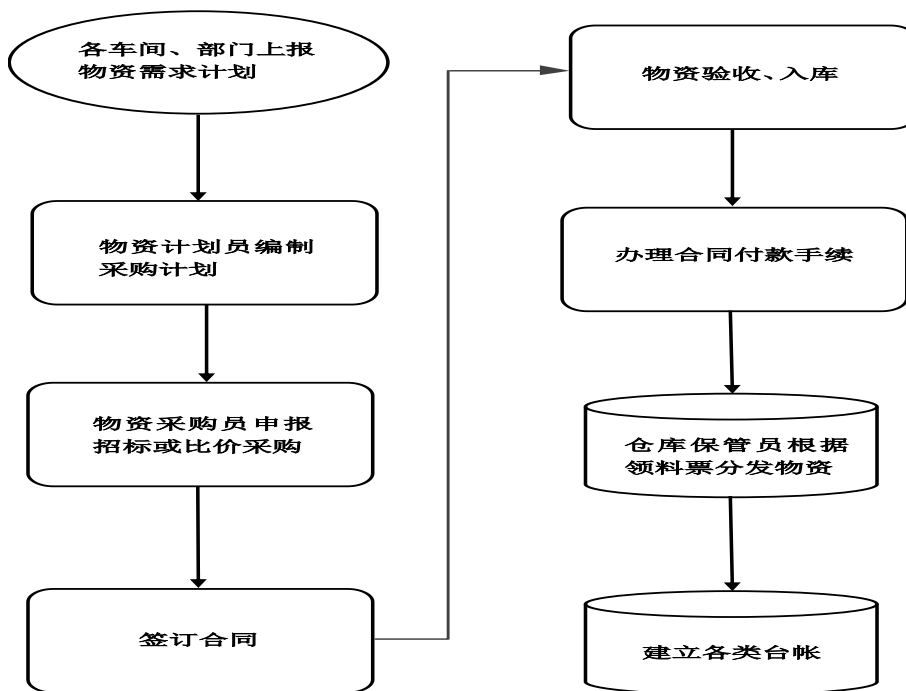 各车间、部门上报
物资需求计划
物资计划员编制
采购计划
物资采购员申报
招标或比价采购
签订合同
物资验收、入库
办理合同付款手续
仓库保管员根据
领料票分发物资
建立各类台帐